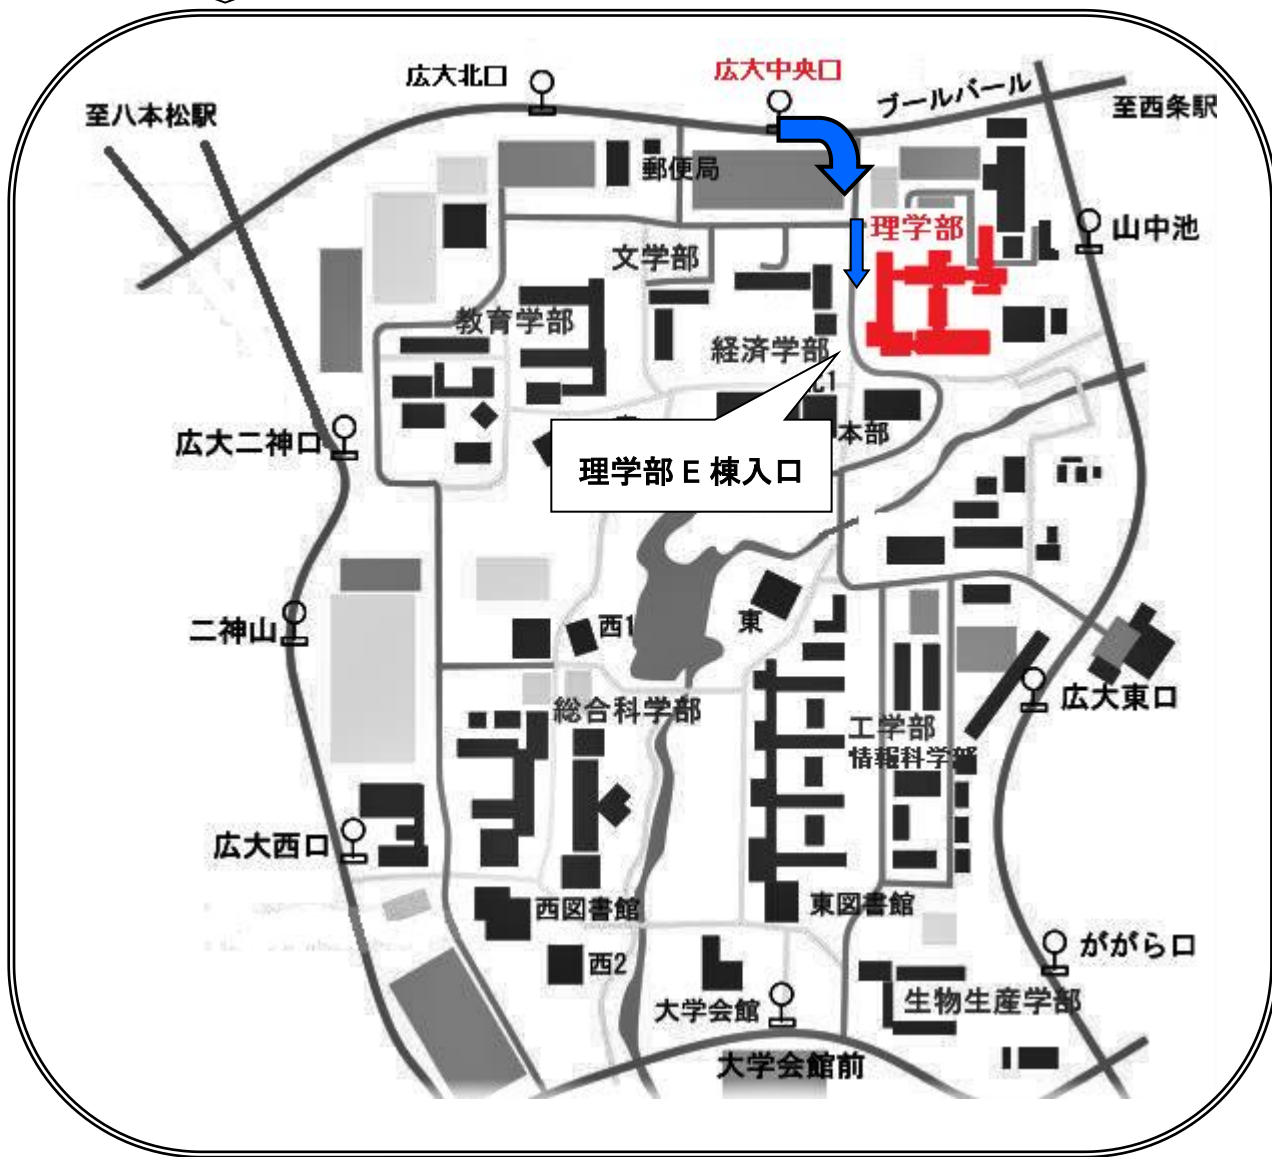 広大北口
広大中央口
ブールバール
至八本松駅
至西条駅
郵便局
理学部
山中池
文学部
教育学部
経済学部
北1
広大二神口
本部
理学部 E 棟入口
二神山
西1
東
広大東口
総合科学部
工学部
情報科学部
広大西口
西図書館
東図書館
西2
ががら口
大学会館
生物生産学部
大学会館前